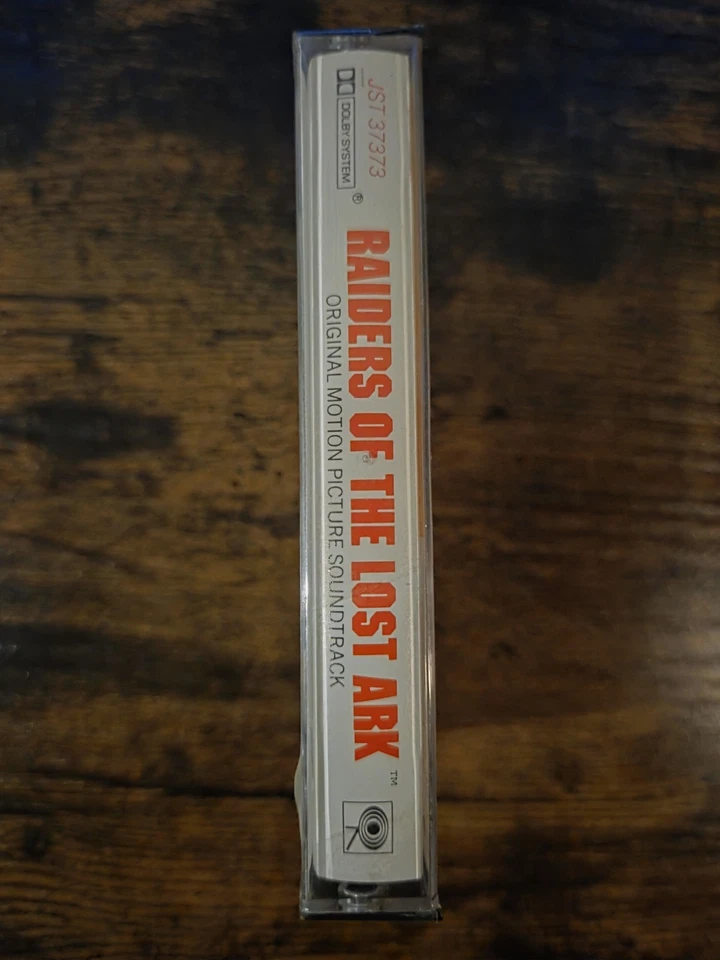 JST 37373
DOLBY SYSTEM ®
RAIDERS OF THE LOST ARK ™
ORIGINAL MOTION PICTURE SOUNDTRACK